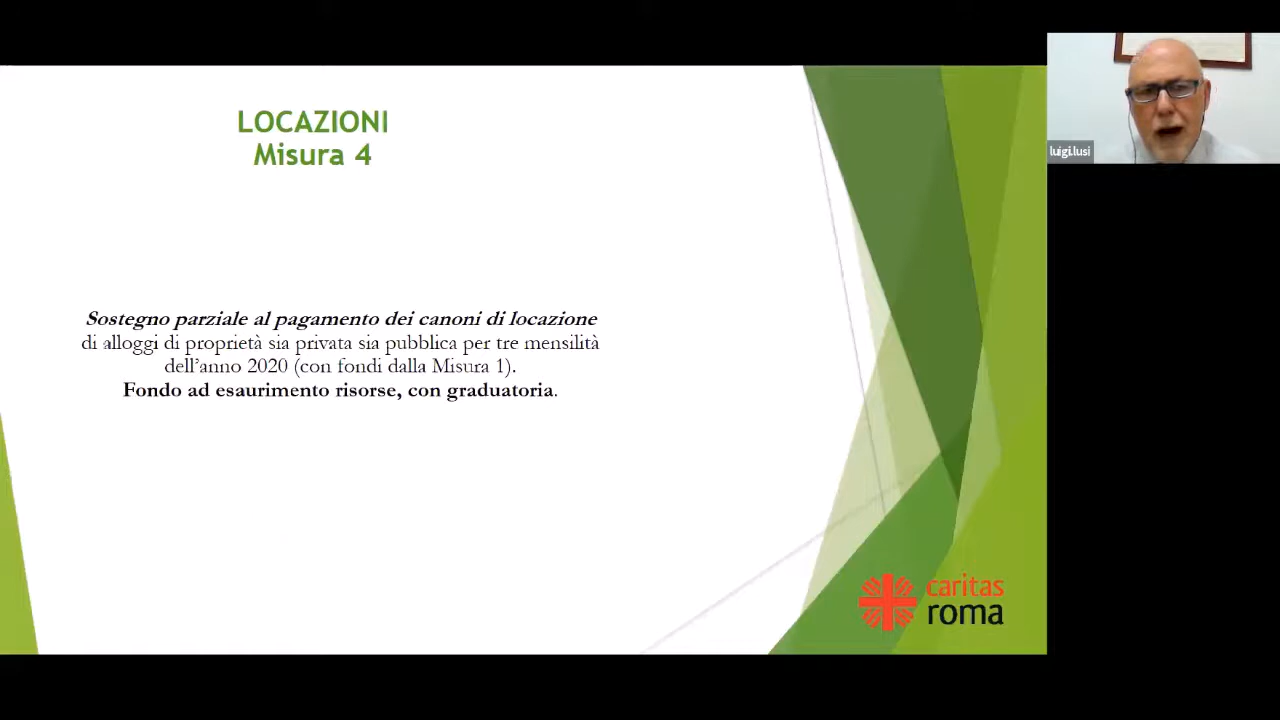 LOCAZIONI
Misura 4
Sostegno parziale al pagamento dei canoni di locazione
di alloggi di proprietà sia privata sia pubblica per tre mensilità
dell'anno 2020 (con fondi dalla Misura 1).
Fondo ad esaurimento risorse, con graduatoria.
caritas
roma
luigi.lusi